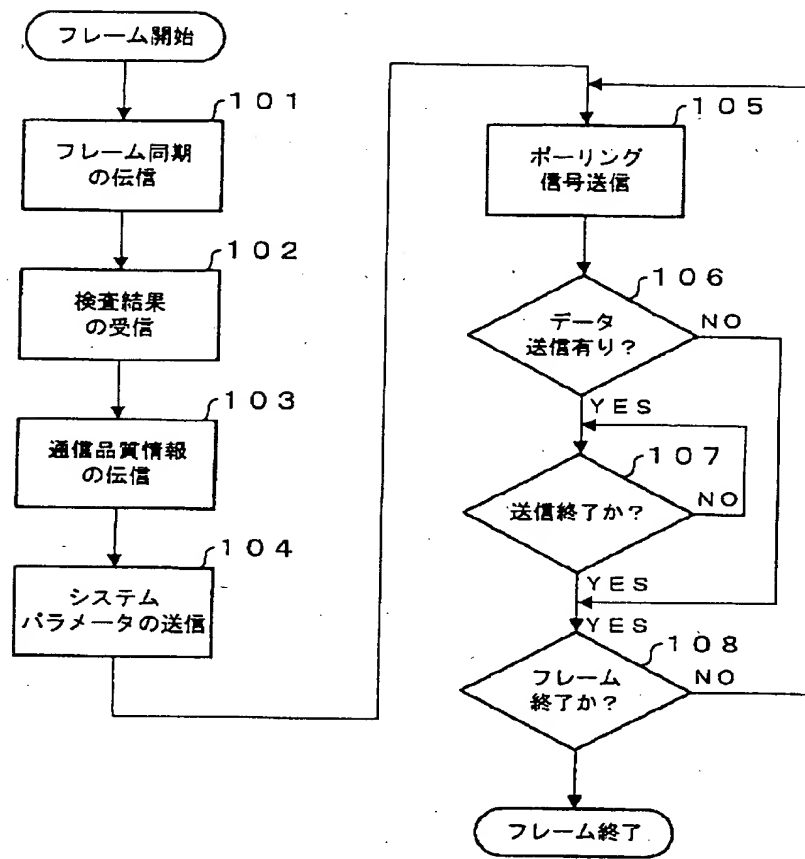 フレーム開始
101
フレーム同期
の伝信
102
検査結果
の受信
103
通信品質情報
の伝信
104
システム
パラメータの送信
105
ポーリング
信号送信
106
データ
送信有り？
NO
YES
107
送信終了か？
NO
YES
YES
108
フレーム
終了か？
NO
フレーム終了